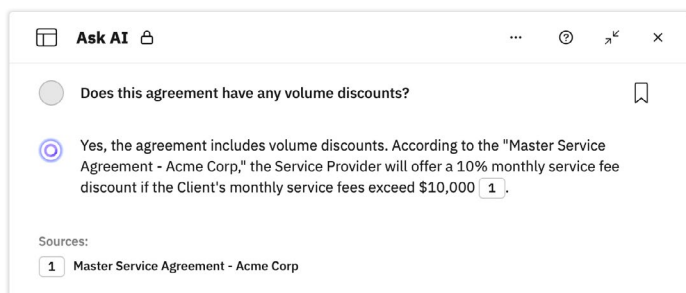 Ask AI
Does this agreement have any volume discounts?
Yes, the agreement includes volume discounts. According to the "Master Service
Agreement - Acme Corp," the Service Provider will offer a 10% monthly service fee
discount if the Client's monthly service fees exceed $10,000 1.
Sources:
1 Master Service Agreement - Acme Corp